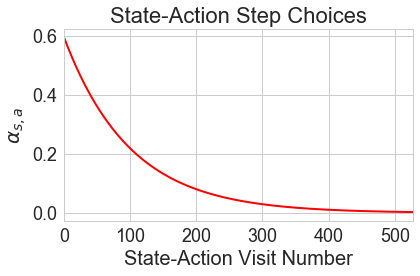 State-Action Step Choices
0.6
0.4
0.2
0.0
α_{s, a}
0 100 200 300 400 500
State-Action Visit Number